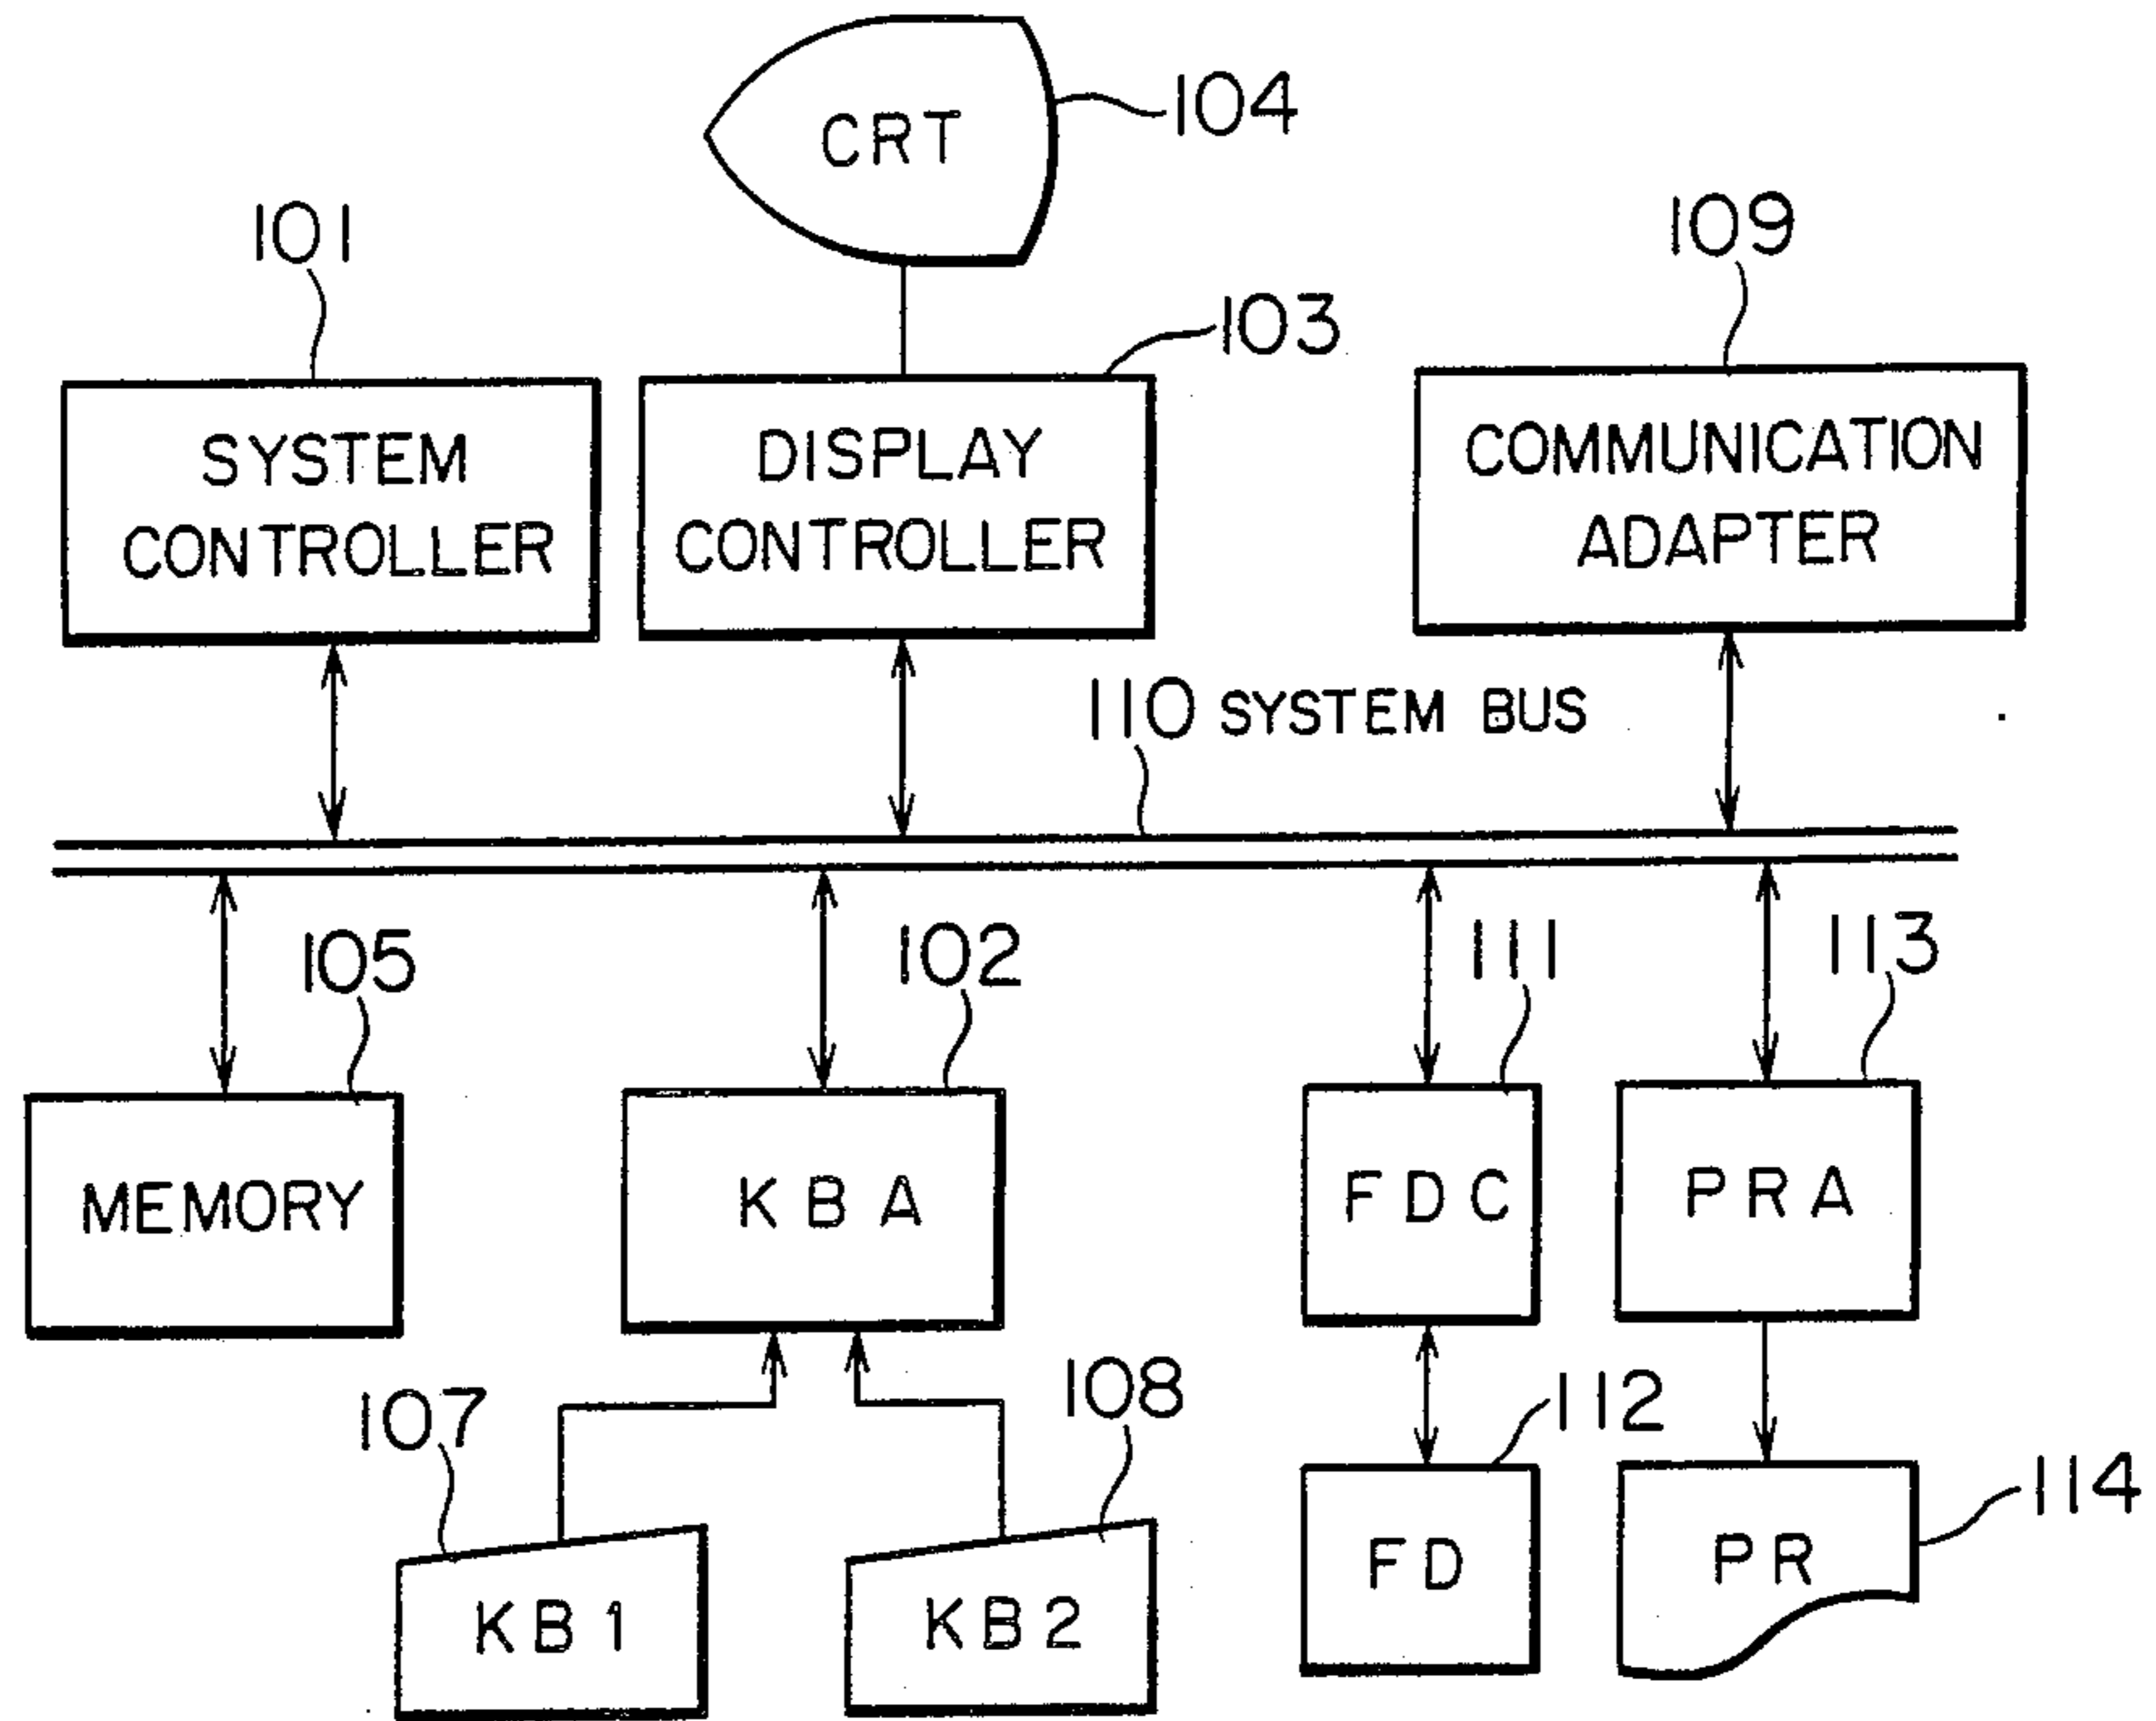 CRT
104
101
103
109
SYSTEM
CONTROLLER
DISPLAY
CONTROLLER
COMMUNICATION
ADAPTER
110 SYSTEM BUS
105
102
111
113
MEMORY
KBA
FDC
PRA
107
108
112
114
KB1
KB2
FD
PR